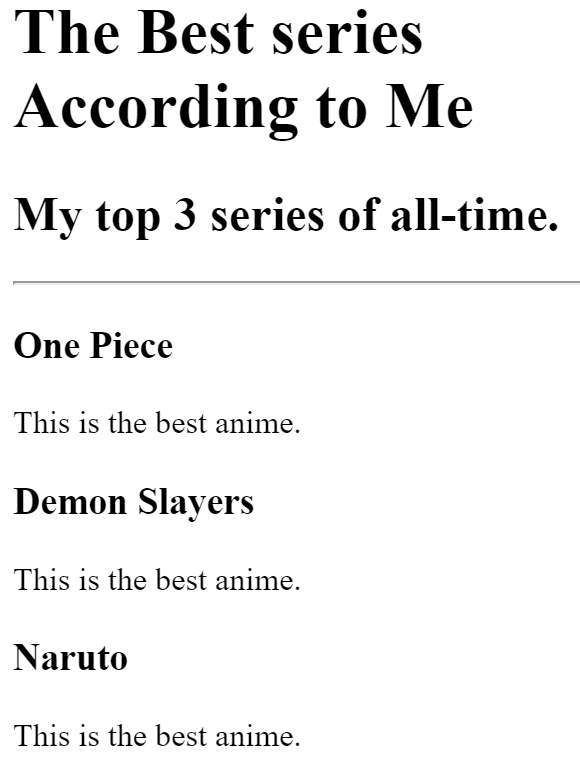 The Best series
According to Me
My top 3 series of all-time.
One Piece
This is the best anime.
Demon Slayers
This is the best anime.
Naruto
This is the best anime.